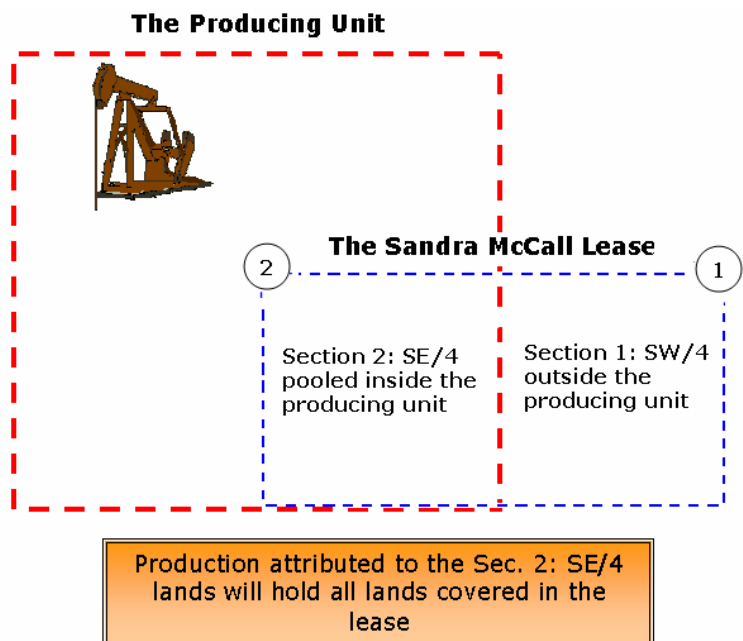 The Producing Unit
The Sandra McCall Lease
2
1
Section 2: SE/4
pooled inside the
producing unit
Section 1: SW/4
outside the
producing unit
Production attributed to the Sec. 2: SE/4
lands will hold all lands covered in the
lease